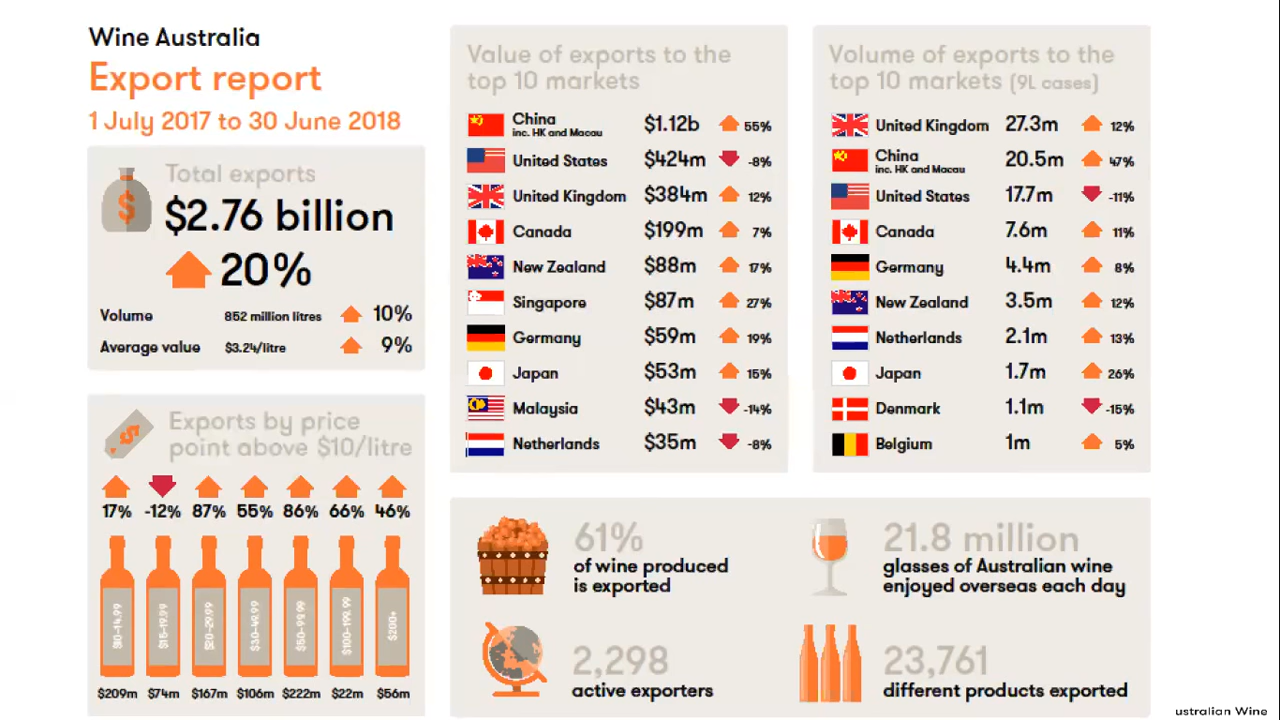 Wine Australia
Export report
1 July 2017 to 30 June 2018
Total exports
$2.76 billion
20%
Volume 852 million litres 10%
Average value $3.24/litre 9%
Exports by price
point above $10/litre
17% -12% 87% 55% 86% 66% 46%
$10-14.99 $15-19.99 $20-29.99 $30-49.99 $50-99.99 $100-199.99 $200+
$209m $74m $167m $106m $222m $22m $56m
Value of exports to the
top 10 markets
China $1.12b 55%
inc. HK and Macau
United States $424m -8%
United Kingdom $384m 12%
Canada $199m 7%
New Zealand $88m 17%
Singapore $87m 27%
Germany $59m 19%
Japan $53m 15%
Malaysia $43m -14%
Netherlands $35m -8%
Volume of exports to the
top 10 markets (9L cases)
United Kingdom 27.3m 12%
China 20.5m 47%
inc. HK and Macau
United States 17.7m -11%
Canada 7.6m 11%
Germany 4.4m 8%
New Zealand 3.5m 12%
Netherlands 2.1m 13%
Japan 1.7m 26%
Denmark 1.1m -15%
Belgium 1m 5%
61%
of wine produced
is exported
21.8 million
glasses of Australian wine
enjoyed overseas each day
2,298
active exporters
23,761
different products exported
ustralian Wine